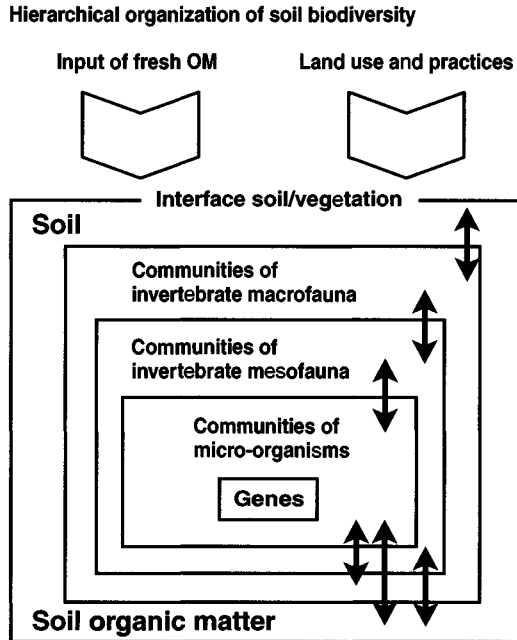 Hierarchical organization of soil biodiversity
Input of fresh OM
Land use and practices
Interface soil/vegetation
Soil
Communities of
invertebrate macrofauna
Communities of
invertebrate mesofauna
Communities of
micro-organisms
Genes
Soil organic matter